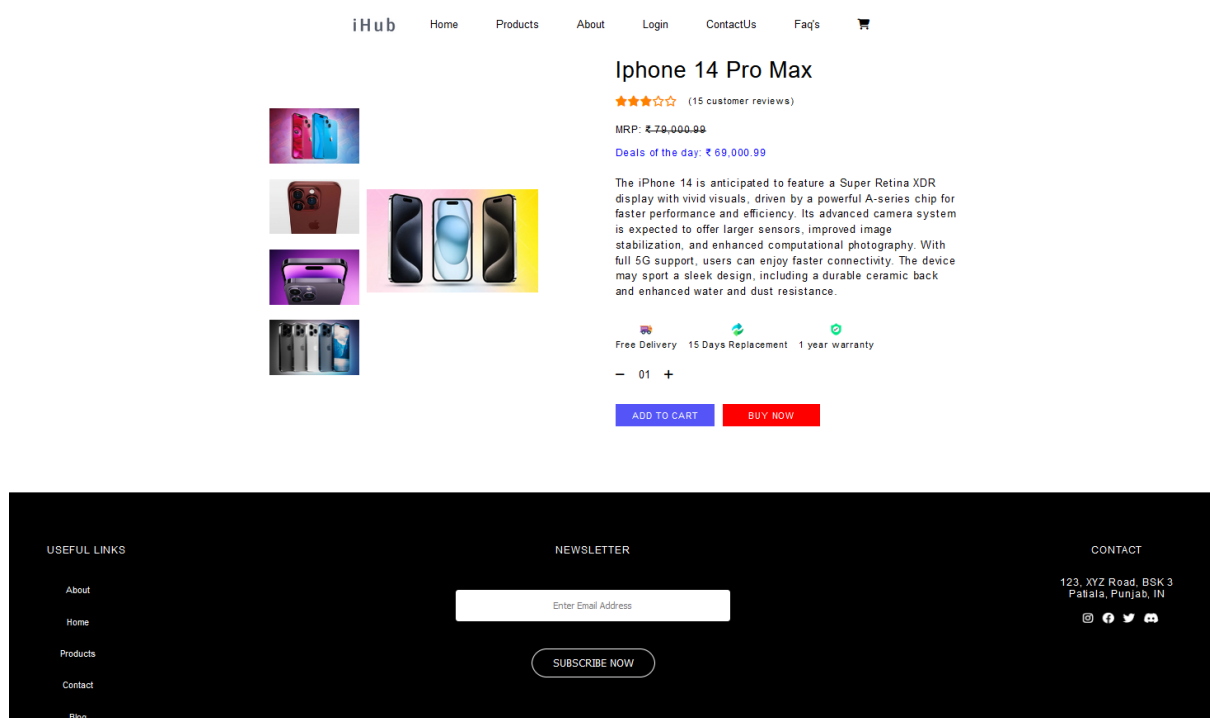 iHub Home Products About Login ContactUs Faq's
Iphone 14 Pro Max
(15 customer reviews)
MRP: ₹ 79,000.99
Deals of the day: ₹ 69,000.99
The iPhone 14 is anticipated to feature a Super Retina XDR
display with vivid visuals, driven by a powerful A-series chip for
faster performance and efficiency. Its advanced camera system
is expected to offer larger sensors, improved image
stabilization, and enhanced computational photography. With
full 5G support, users can enjoy faster connectivity. The device
may sport a sleek design, including a durable ceramic back
and enhanced water and dust resistance.
Free Delivery 15 Days Replacement 1 year warranty
01
ADD TO CART BUY NOW
USEFUL LINKS
About
Home
Products
Contact
Blog
NEWSLETTER
Enter Email Address
SUBSCRIBE NOW
CONTACT
123, XYZ Road, BSK 3
Patiala, Punjab, IN